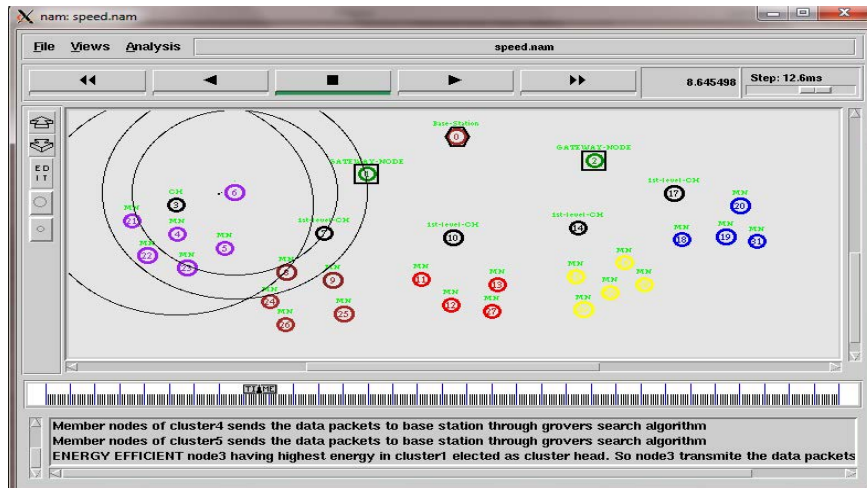 nam: speed.nam
File Views Analysis
speed.nam
8.645498
Step: 12.6ms
ED
IT
Base-Station
0
GATEWAY-NODE
1
GATEWAY-NODE
2
6
CH
3
1st-level-CH
17
MN
20
MN
21
MN
4
1st-level-CH
7
1st-level-CH
10
1st-level-CH
14
MN
18
MN
19
MN
MN
22
MN
5
MN
23
MN
8
MN
9
MN
11
MN
13
MN
MN
MN
MN
24
MN
12
MN
27
MN
26
MN
25
TIME
Member nodes of cluster4 sends the data packets to base station through grovers search algorithm
Member nodes of cluster5 sends the data packets to base station through grovers search algorithm
ENERGY EFFICIENT node3 having highest energy in cluster1 elected as cluster head. So node3 transmite the data packets